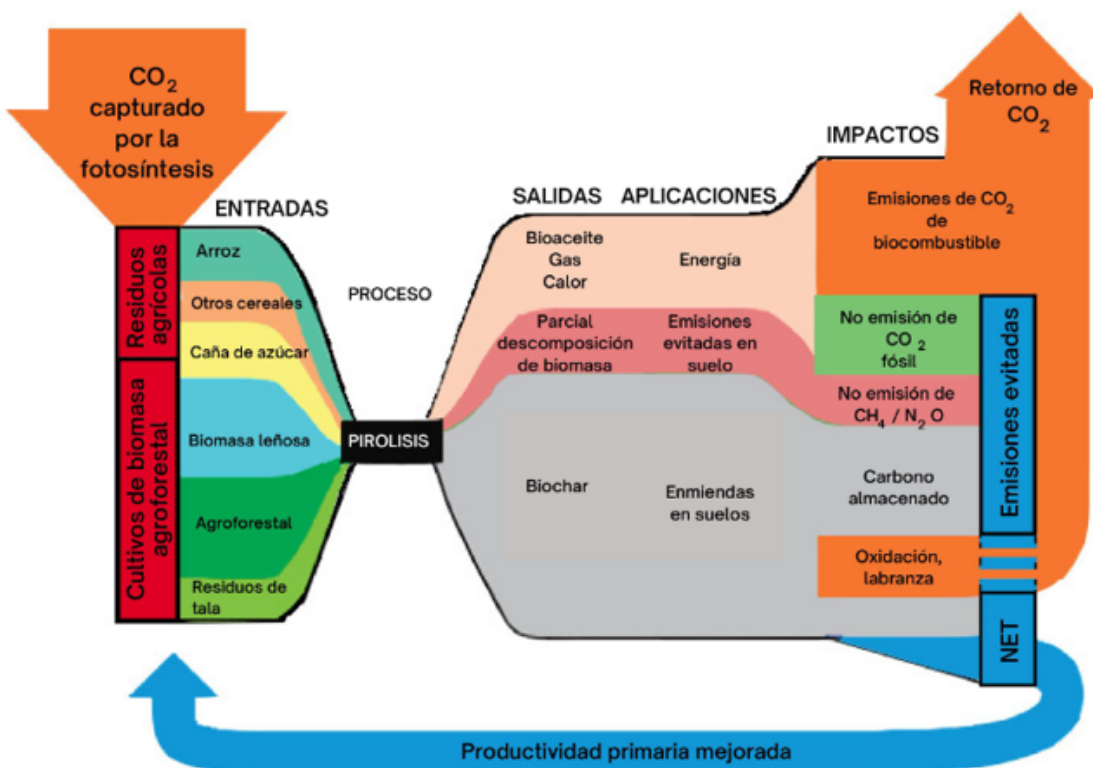 CO₂
capturado
por la
fotosíntesis
Retorno de
CO₂
ENTRADAS
PROCESO
SALIDAS
APLICACIONES
IMPACTOS
Residuos
agrícolas
Cultivos de biomasa
agroforestal
Arroz
Otros cereales
Caña de azúcar
Biomasa leñosa
Agroforestal
Residuos de
tala
PIROLISIS
Bioaceite
Gas
Calor
Energía
Emisiones de CO₂
de
biocombustible
Parcial
descomposición
de biomasa
Emisiones
evitadas en
suelo
No emisión de
CO₂
fósil
No emisión de
CH₄ / N₂ O
Biochar
Enmiendas
en suelos
Carbono
almacenado
Oxidación,
labranza
Emisiones evitadas
NET
Productividad primaria mejorada